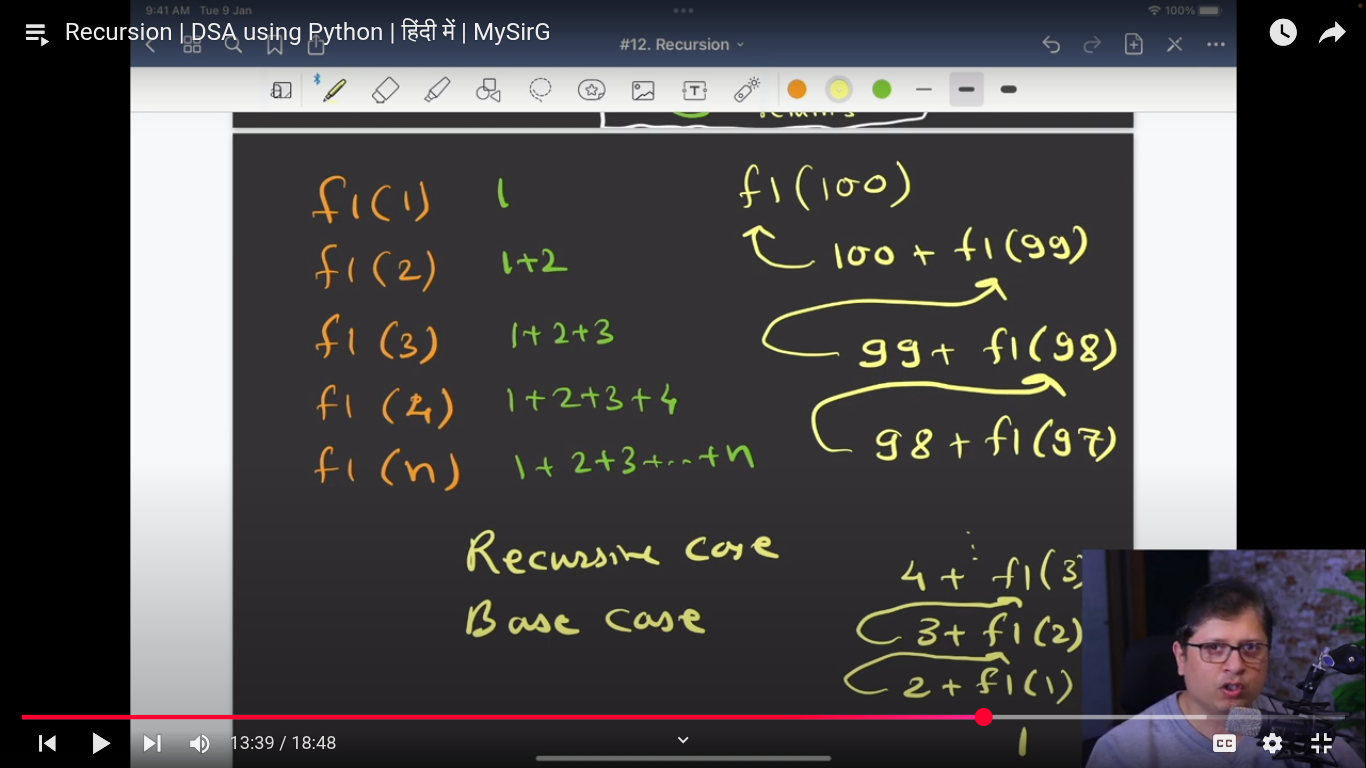 9:41 AM Tue 9 Jan
100%
Recursion | DSA using Python | हिंदी में | MySirG
#12. Recursion
T
f1(1) 1
f1(2) 1+2
f1(3) 1+2+3
f1(4) 1+2+3+4
f1(n) 1+2+3+...+n
f1(100)
100 + f1(99)
99 + f1(98)
98 + f1(97)
Recursive case
Base case
⋮
4 + f1(3)
3 + f1(2)
2 + f1(1)
1
13:39 / 18:48
CC